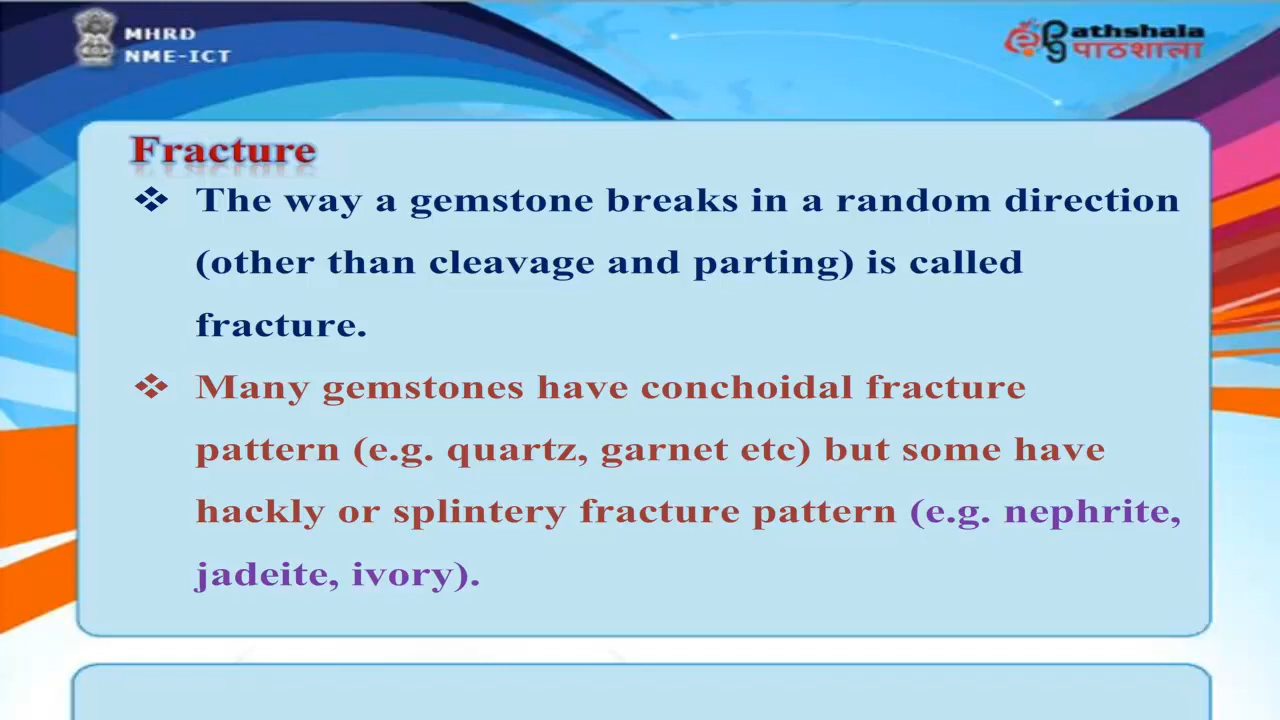 MHRD
NME-ICT
epg
athshala
पाठशाला
Fracture
❖ The way a gemstone breaks in a random direction
(other than cleavage and parting) is called
fracture.
❖ Many gemstones have conchoidal fracture
pattern (e.g. quartz, garnet etc) but some have
hackly or splintery fracture pattern (e.g. nephrite,
jadeite, ivory).